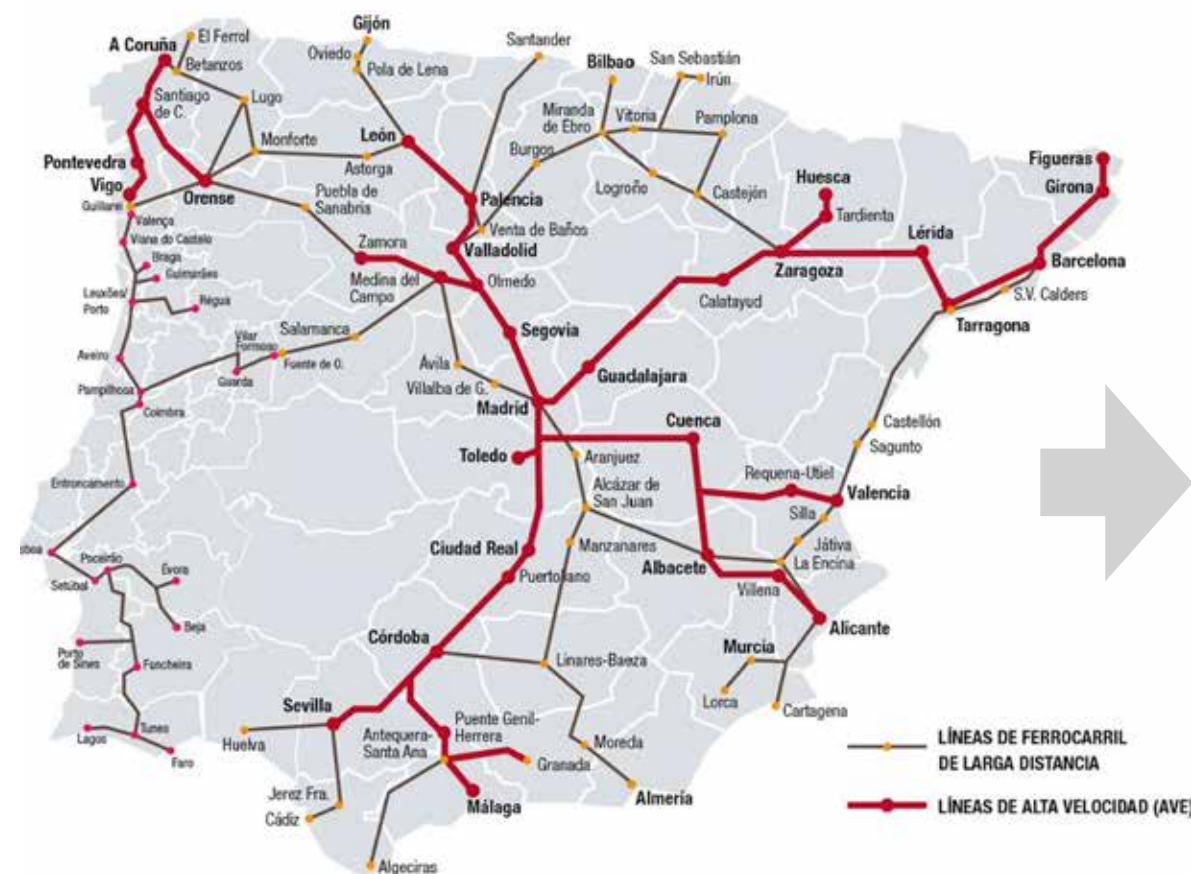 Gijón
A Coruña
El Ferrol
Oviedo
Santander
Bilbao
San Sebastián
Irún
Betanzos
Pola de Lena
Santiago
de C.
Lugo
Miranda
de Ebro
Vitoria
Pamplona
Monforte
León
Astorga
Burgos
Pontevedra
Vigo
Guillarei
Orense
Puebla de
Sanabria
Palencia
Logroño
Castejón
Huesca
Tardienta
Figueras
Girona
Valença
Viana do Castelo
Venta de Baños
Zamora
Valladolid
Lérida
Barcelona
Braga
Guimarães
Medina del
Campo
Olmedo
Zaragoza
Calatayud
S.V. Calders
Leuxões/
Porto
Régua
Tarragona
Salamanca
Segovia
Vilar
Formoso
Fuente de O.
Aveiro
Guarda
Ávila
Villalba de G.
Guadalajara
Pampilhosa
Coimbra
Madrid
Cuenca
Castellón
Sagunto
Toledo
Aranjuez
Requena-Utiel
Valencia
Entroncamento
Alcázar de
San Juan
Silla
Játiva
La Encina
Manzanares
Ciudad Real
Albacete
Villena
boa
Poceirão
Évora
Setúbal
Puertollano
Alicante
Beja
Córdoba
Murcia
Porto
de Sines
Funcheira
Linares-Baeza
Lorca
Cartagena
Sevilla
Puente Genil-
Herrera
Antequera-
Santa Ana
Lagos
Tunes
Faro
Huelva
Granada
Moreda
Jerez Fra.
Cádiz
Málaga
Almería
Algeciras
LÍNEAS DE FERROCARRIL
DE LARGA DISTANCIA
LÍNEAS DE ALTA VELOCIDAD (AVE)